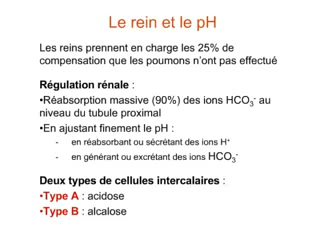 Le rein et le pH
Les reins prennent en charge les 25% de
compensation que les poumons n'ont pas effectué
Régulation rénale :
•Réabsorption massive (90%) des ions HCO₃⁻ au
niveau du tubule proximal
•En ajustant finement le pH :
- en réabsorbant ou sécrétant des ions H⁺
- en générant ou excrétant des ions HCO₃⁻
Deux types de cellules intercalaires :
•Type A : acidose
•Type B : alcalose